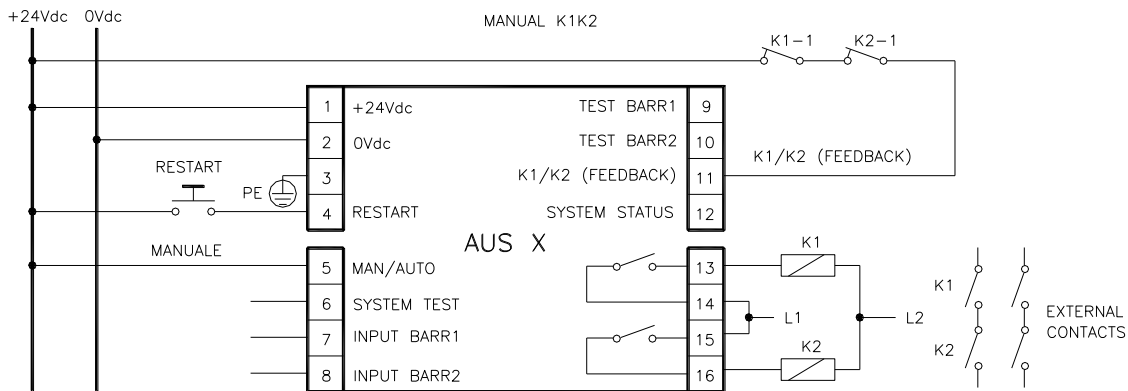 +24Vdc 0Vdc
MANUAL K1K2
K1-1 K2-1
1 +24Vdc TEST BARR1 9
2 0Vdc TEST BARR2 10
RESTART
PE 3 K1/K2 (FEEDBACK) 11 K1/K2 (FEEDBACK)
4 RESTART SYSTEM STATUS 12
AUS X
MANUALE
5 MAN/AUTO 13 K1
6 SYSTEM TEST 14
7 INPUT BARR1 15
8 INPUT BARR2 16 K2
L1 L2
K1
K2
EXTERNAL
CONTACTS